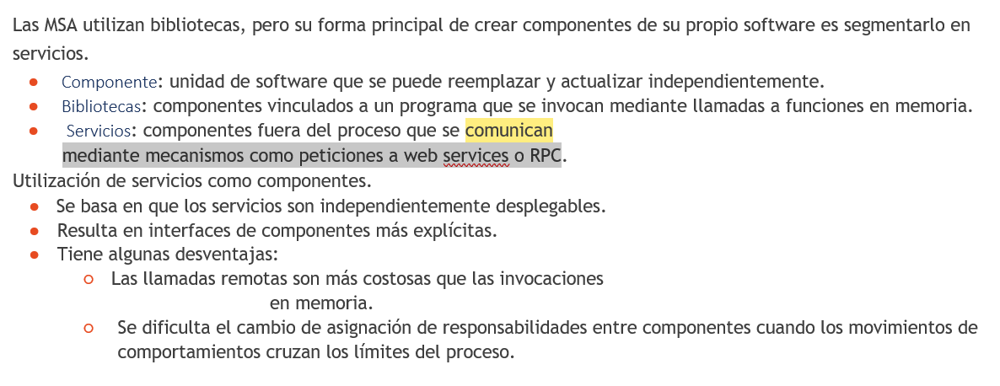 Las MSA utilizan bibliotecas, pero su forma principal de crear componentes de su propio software es segmentarlo en
servicios.
● Componente: unidad de software que se puede reemplazar y actualizar independientemente.
● Bibliotecas: componentes vinculados a un programa que se invocan mediante llamadas a funciones en memoria.
● Servicios: componentes fuera del proceso que se comunican
mediante mecanismos como peticiones a web services o RPC.
Utilización de servicios como componentes.
● Se basa en que los servicios son independientemente desplegables.
● Resulta en interfaces de componentes más explícitas.
● Tiene algunas desventajas:
○ Las llamadas remotas son más costosas que las invocaciones
en memoria.
○ Se dificulta el cambio de asignación de responsabilidades entre componentes cuando los movimientos de
comportamientos cruzan los límites del proceso.